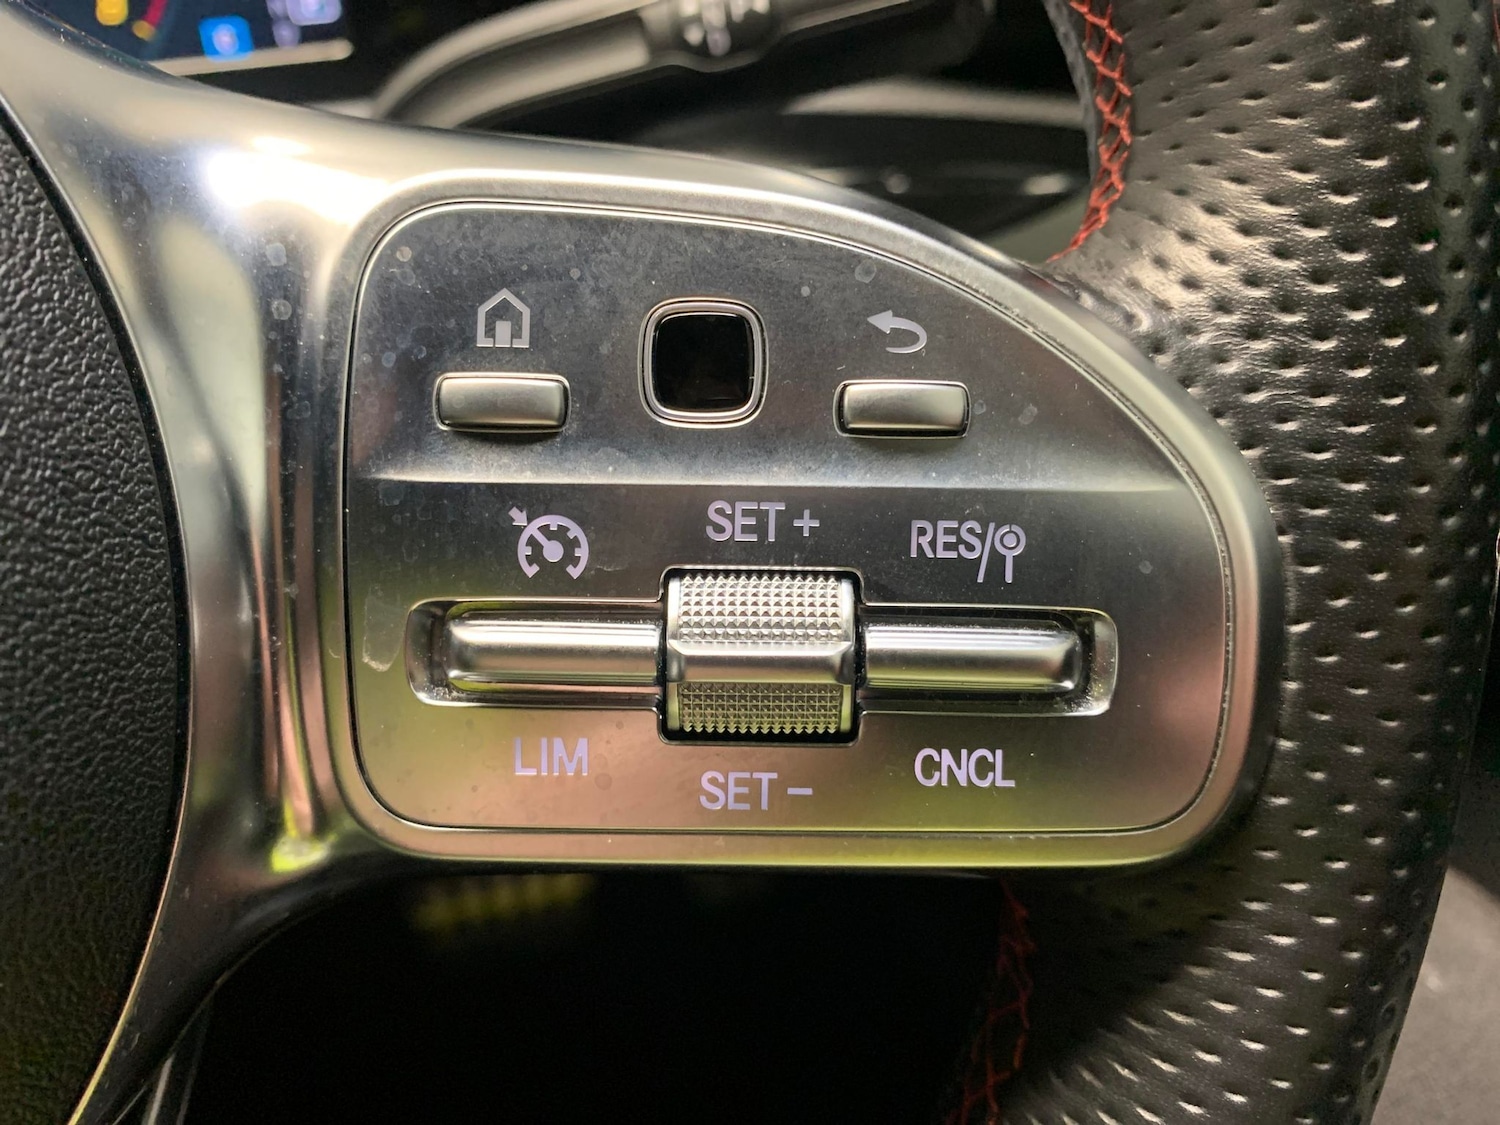 SET +
RES/
LIM
SET −
CNCL